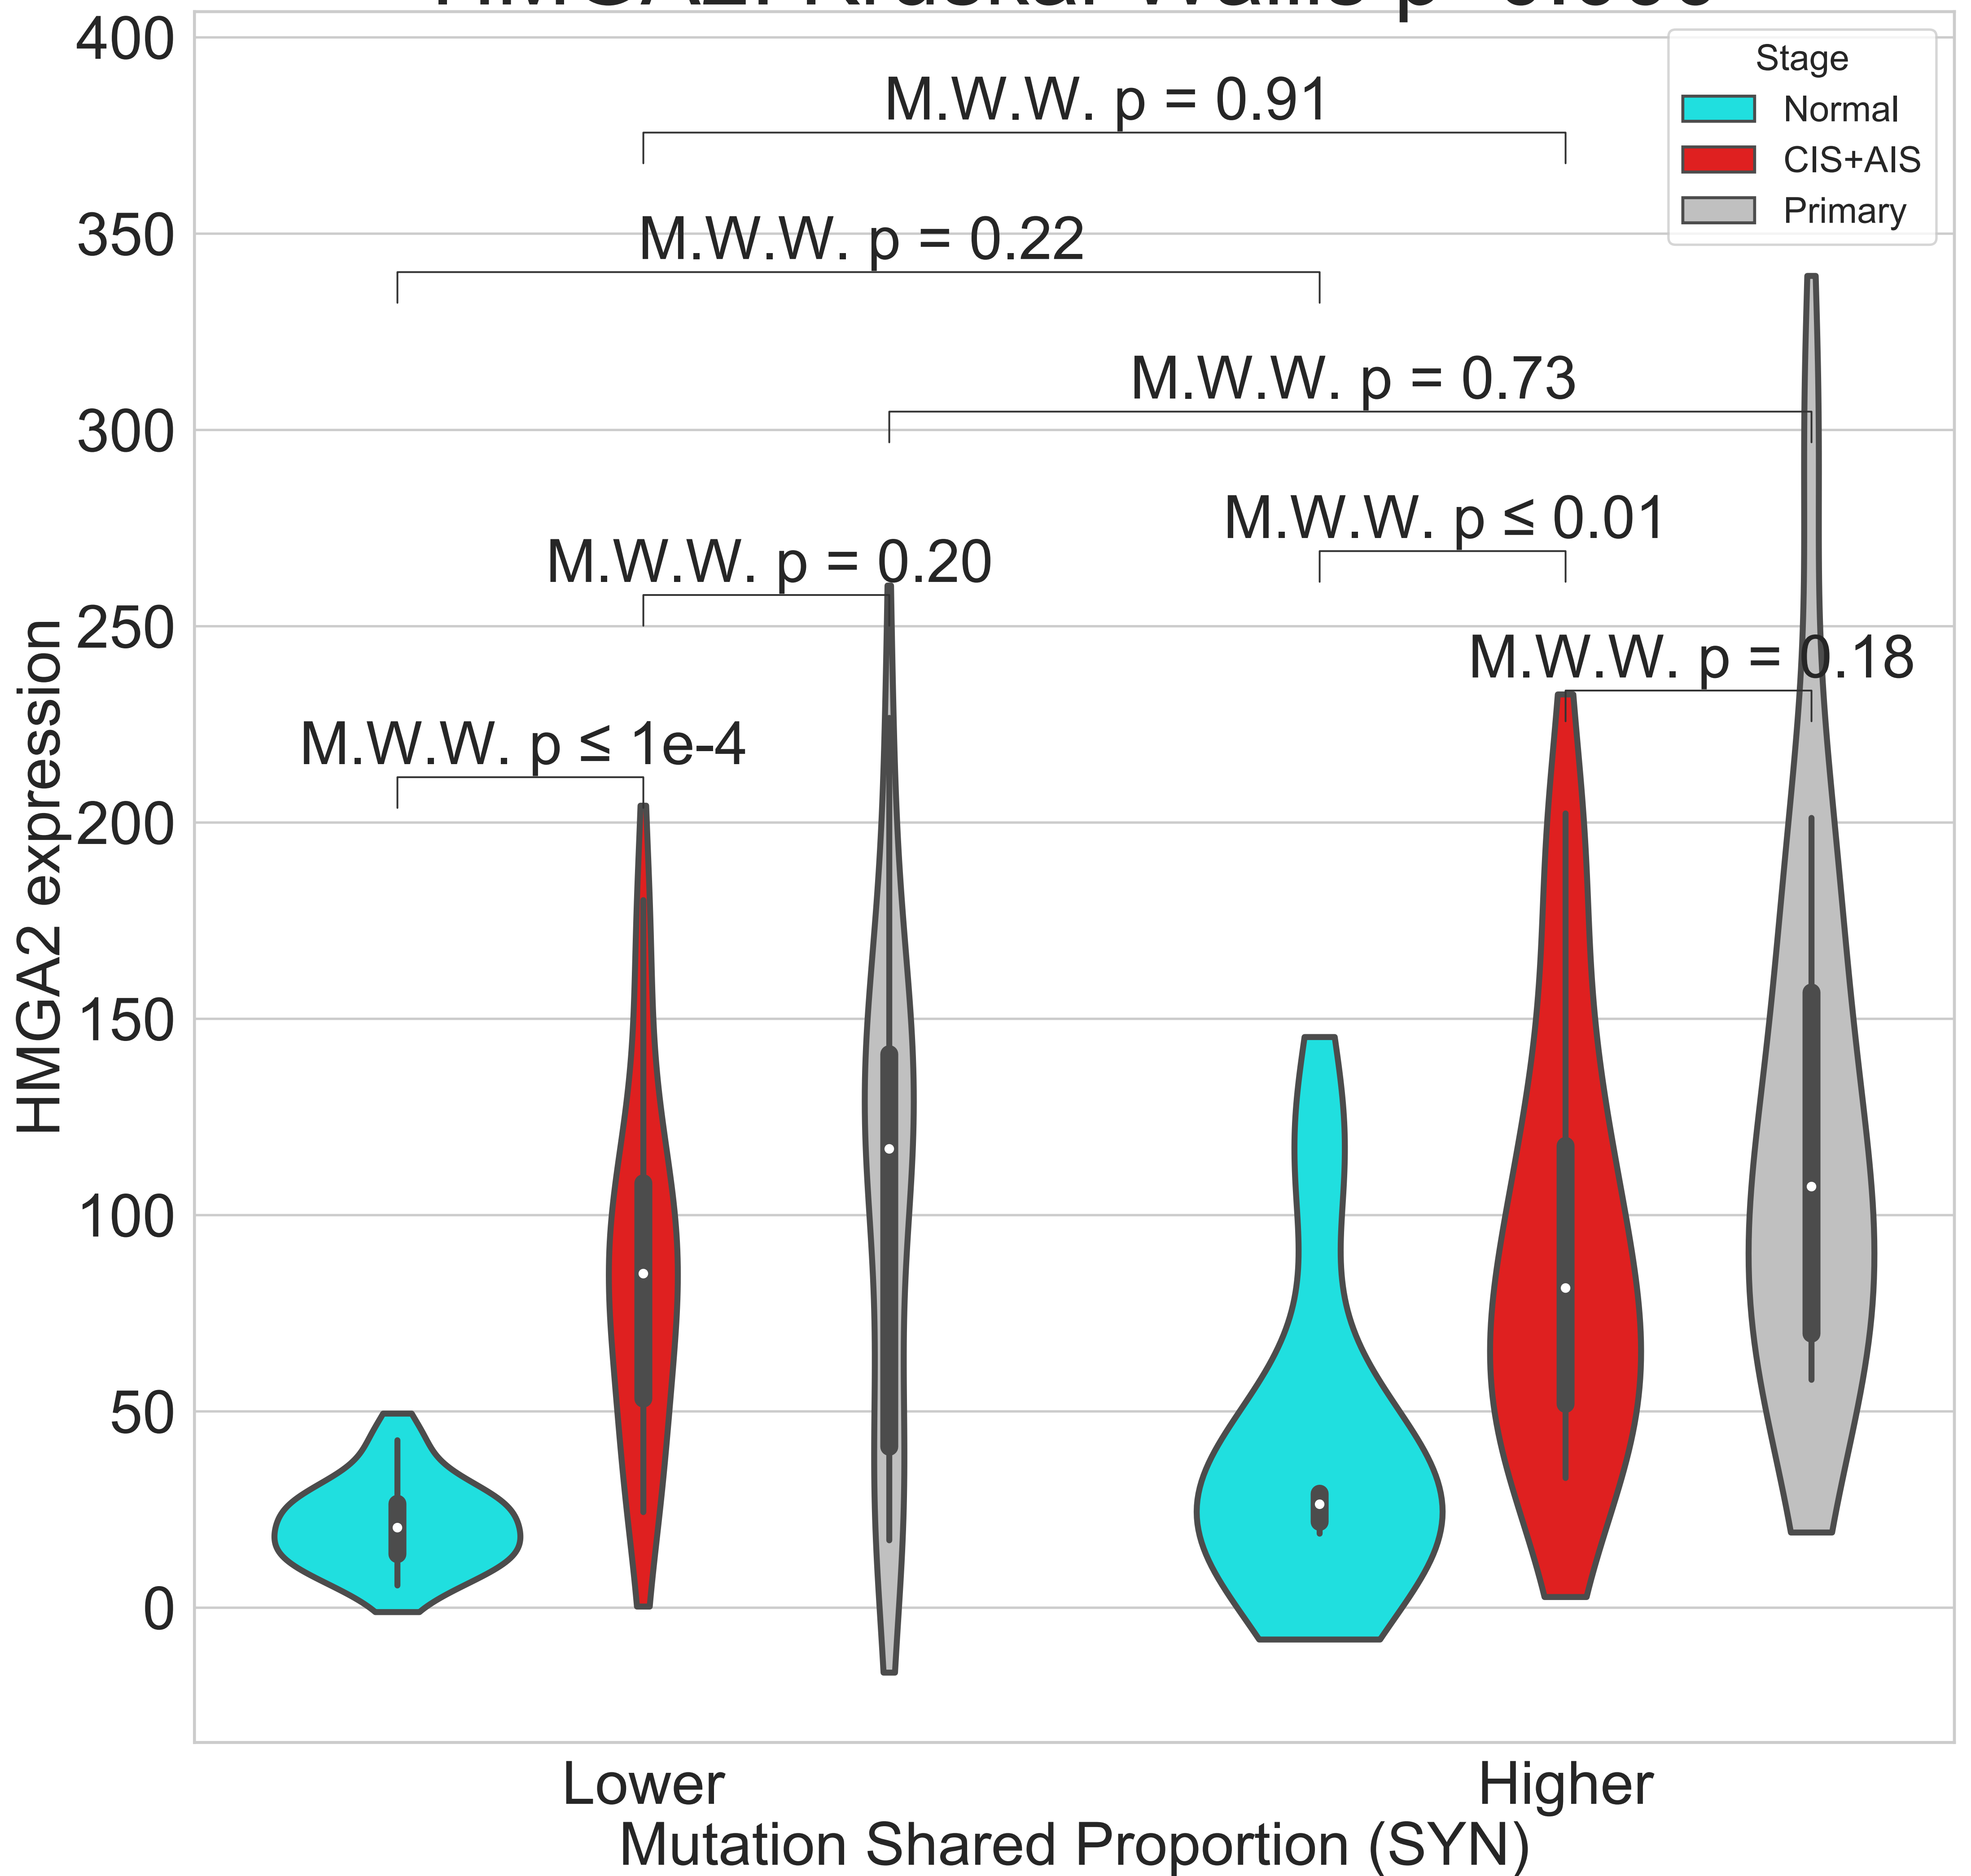 400
M.W.W. p = 0.91
Stage
Normal
CIS+AIS
Primary
350
M.W.W. p = 0.22
M.W.W. p = 0.73
300
M.W.W. p ≤ 0.01
M.W.W. p = 0.20
250
M.W.W. p = 0.18
M.W.W. p ≤ 1e-4
200
HMGA2 expression
150
100
50
0
Lower
Higher
Mutation Shared Proportion (SYN)